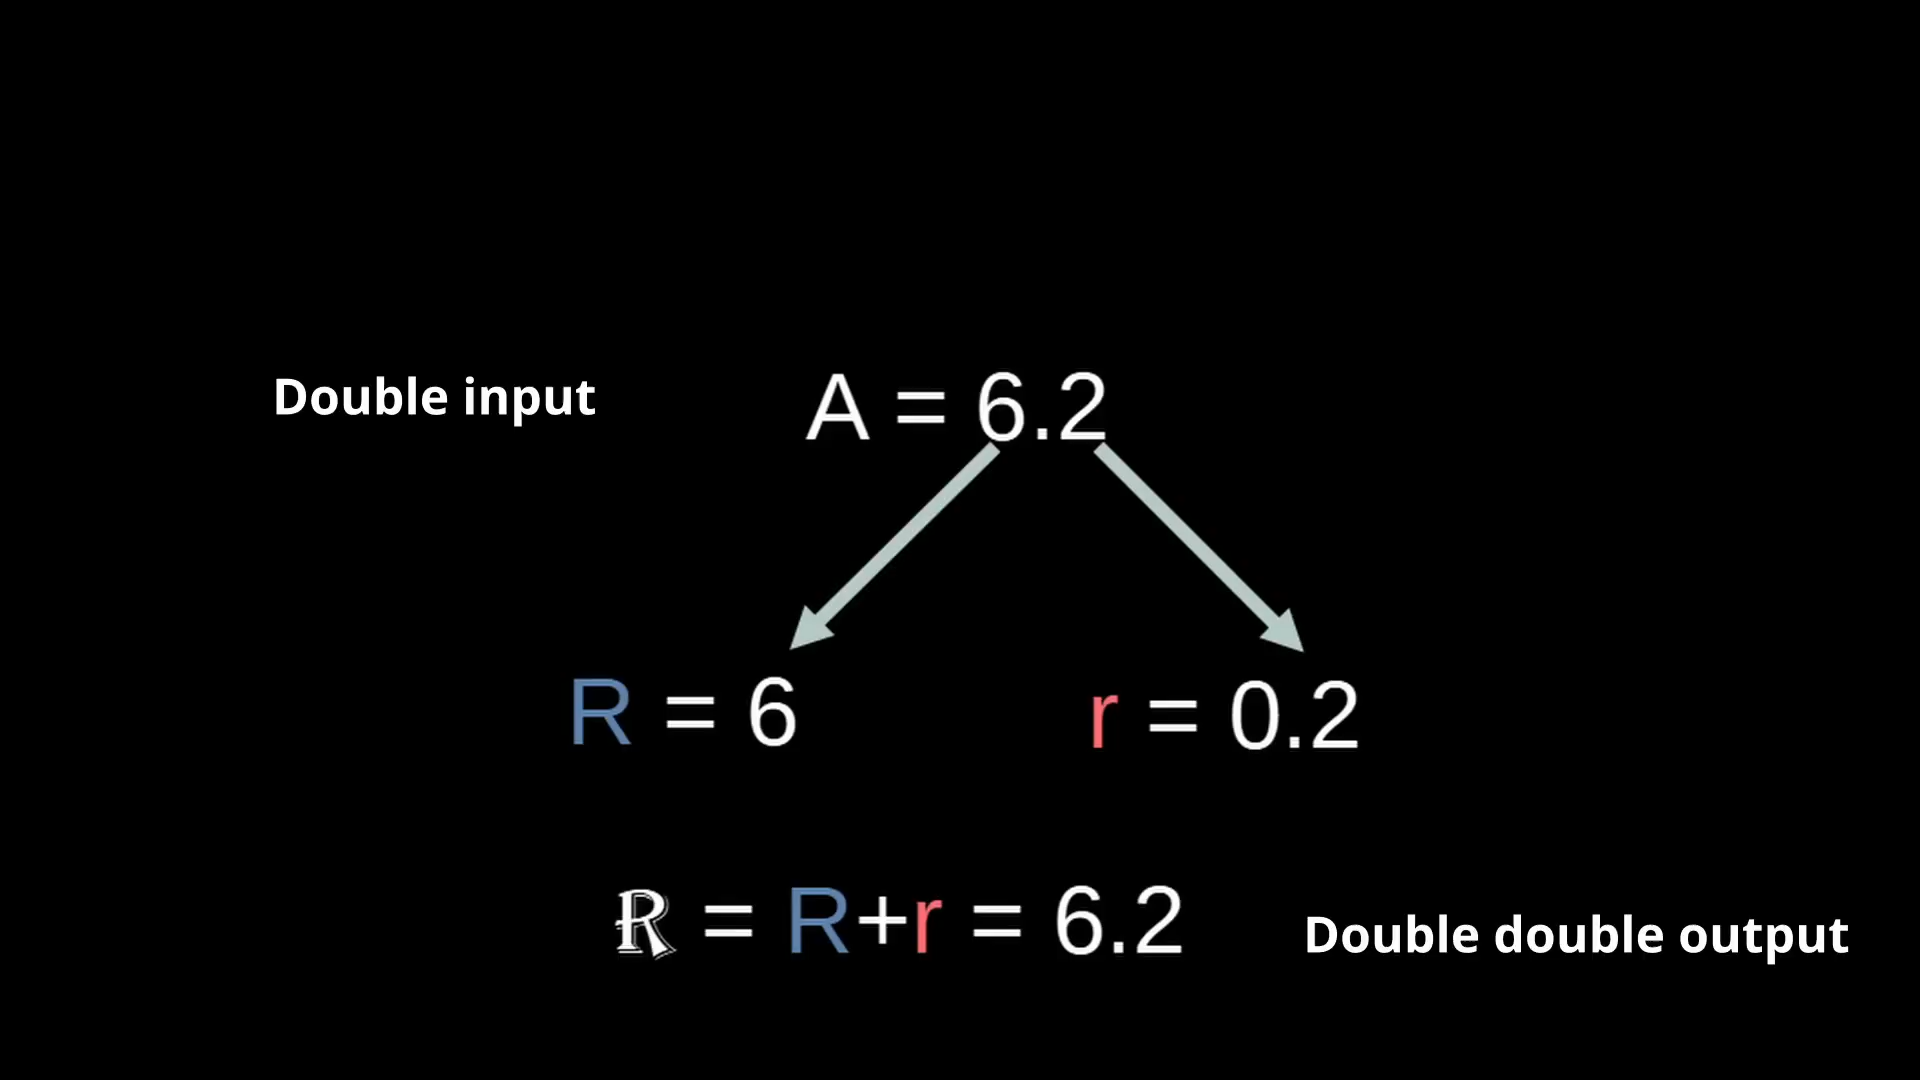 Double input
A = 6.2
R = 6
r = 0.2
ℝ = R+r = 6.2
Double double output